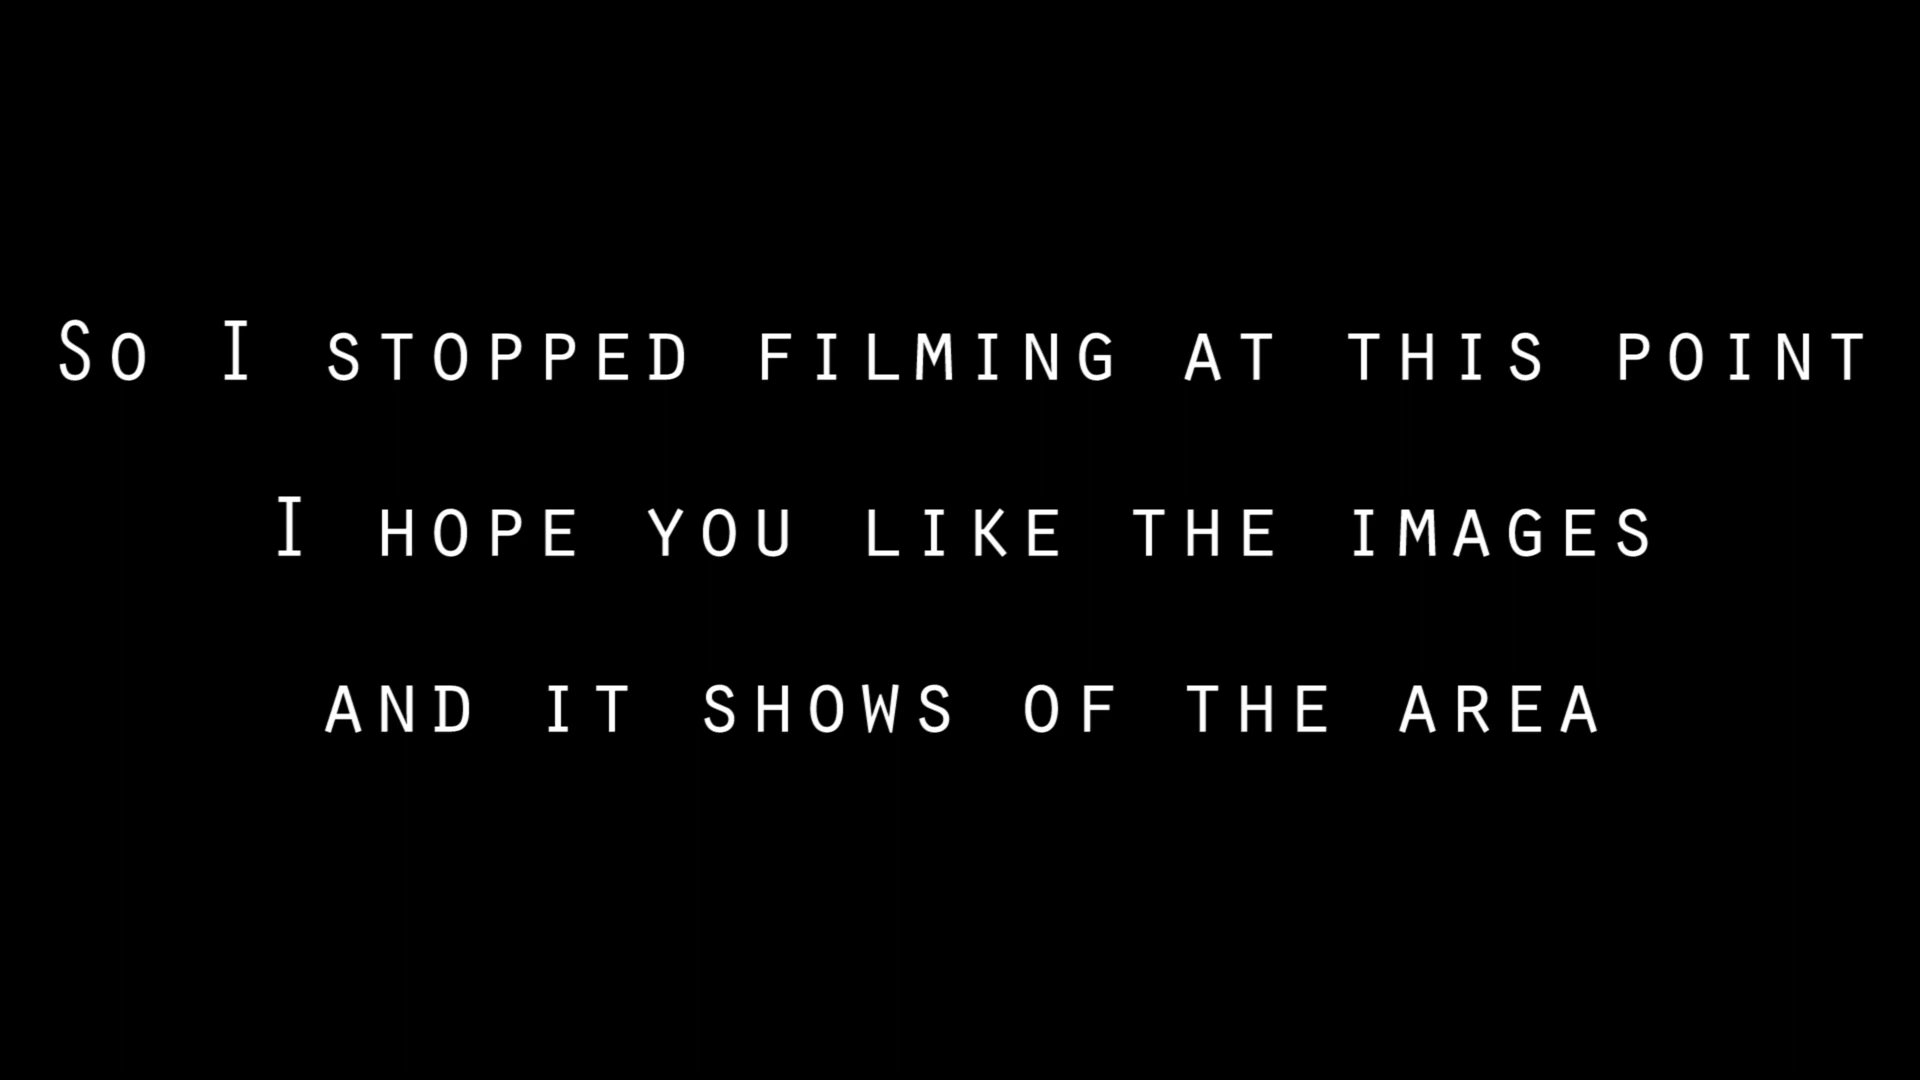 So I stopped filming at this point
I hope you like the images
and it shows of the area